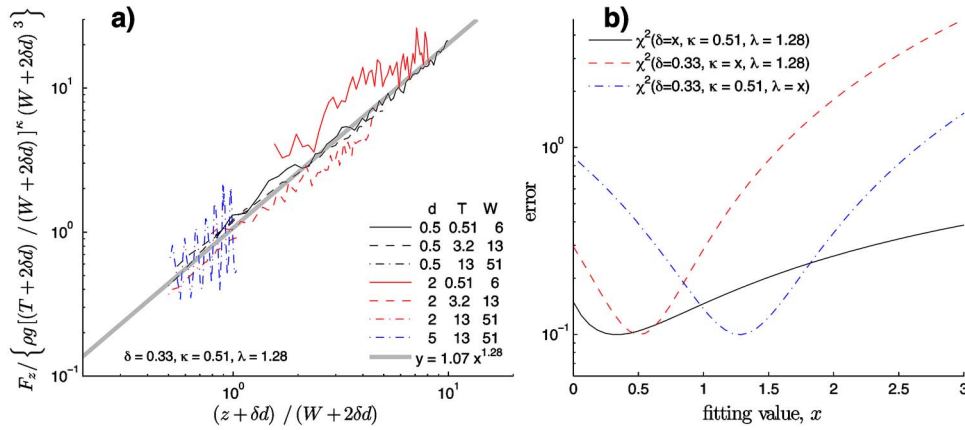 a)
F_z / { ρg [(T + 2δd) / (W + 2δd)]^κ (W + 2δd)^3 }
10^1
10^0
10^-1
d T W
0.5 0.51 6
0.5 3.2 13
0.5 13 51
2 0.51 6
2 3.2 13
2 13 51
5 13 51
y = 1.07 x^1.28
δ = 0.33, κ = 0.51, λ = 1.28
10^0 10^1
(z + δd) / (W + 2δd)
b)
χ^2(δ=x, κ = 0.51, λ = 1.28)
χ^2(δ=0.33, κ = x, λ = 1.28)
χ^2(δ=0.33, κ = 0.51, λ = x)
error
10^0
10^-1
0 0.5 1 1.5 2 2.5 3
fitting value, x